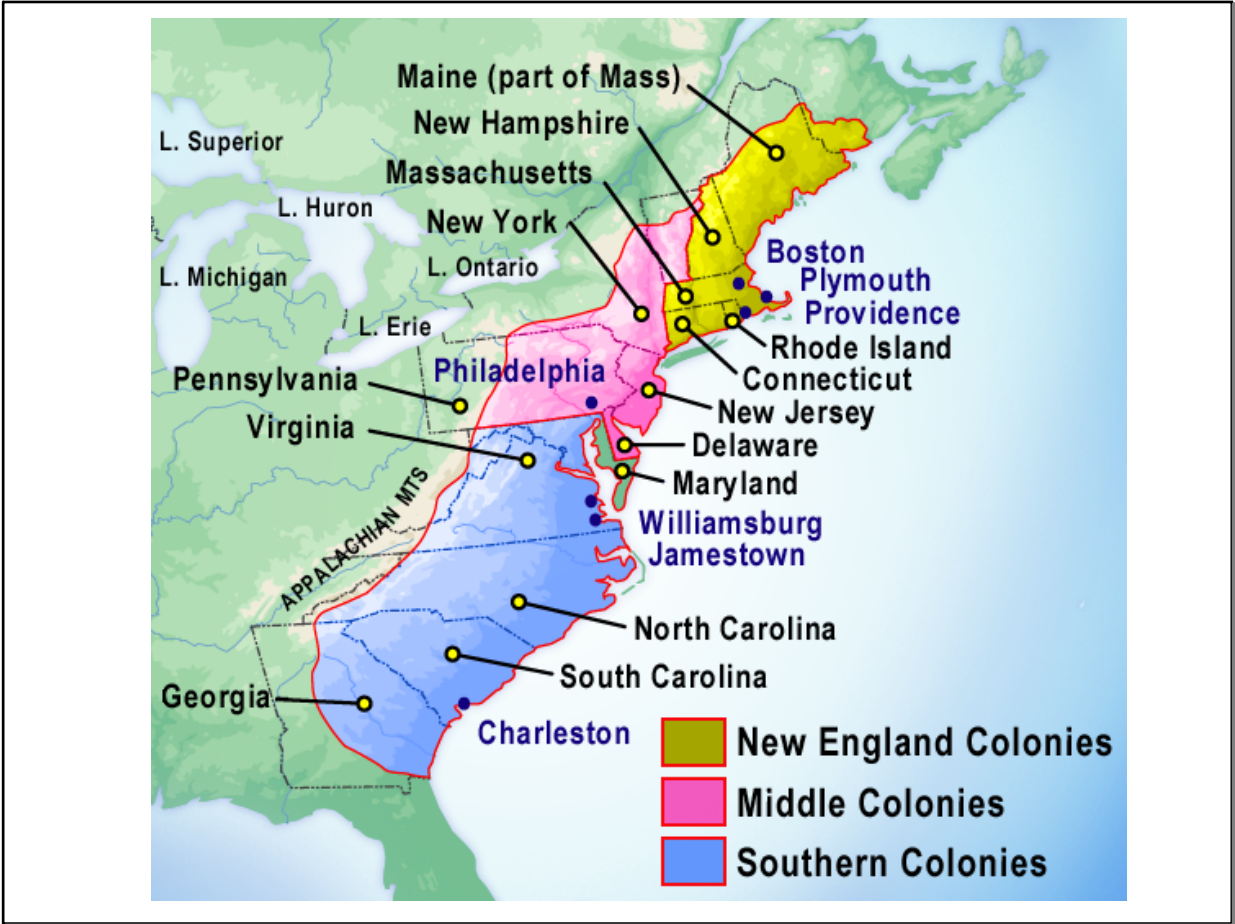 Maine (part of Mass)
New Hampshire
L. Superior
Massachusetts
L. Huron
New York
Boston
L. Ontario
L. Michigan
Plymouth
Providence
L. Erie
Rhode Island
Philadelphia
Pennsylvania
Connecticut
New Jersey
Virginia
Delaware
Maryland
APPALACHIAN MTS
Williamsburg
Jamestown
North Carolina
South Carolina
Georgia
Charleston
New England Colonies
Middle Colonies
Southern Colonies